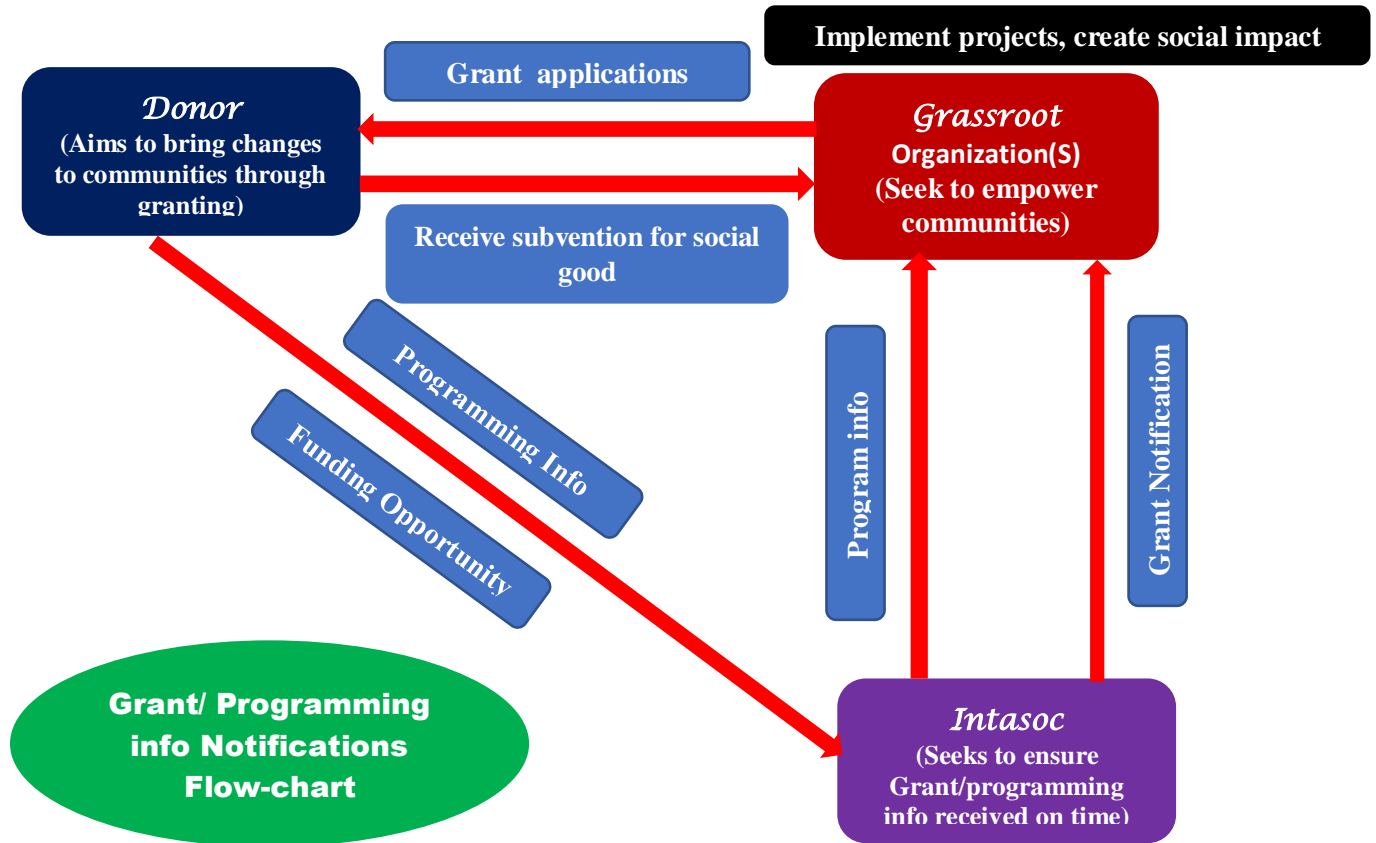 Implement projects, create social impact
Grant applications
Donor
(Aims to bring changes
to communities through
granting)
Grassroot
Organization(S)
(Seek to empower
communities)
Receive subvention for social
good
Programming Info
Funding Opportunity
Program info
Grant Notification
Grant/ Programming
info Notifications
Flow-chart
Intasoc
(Seeks to ensure
Grant/programming
info received on time)